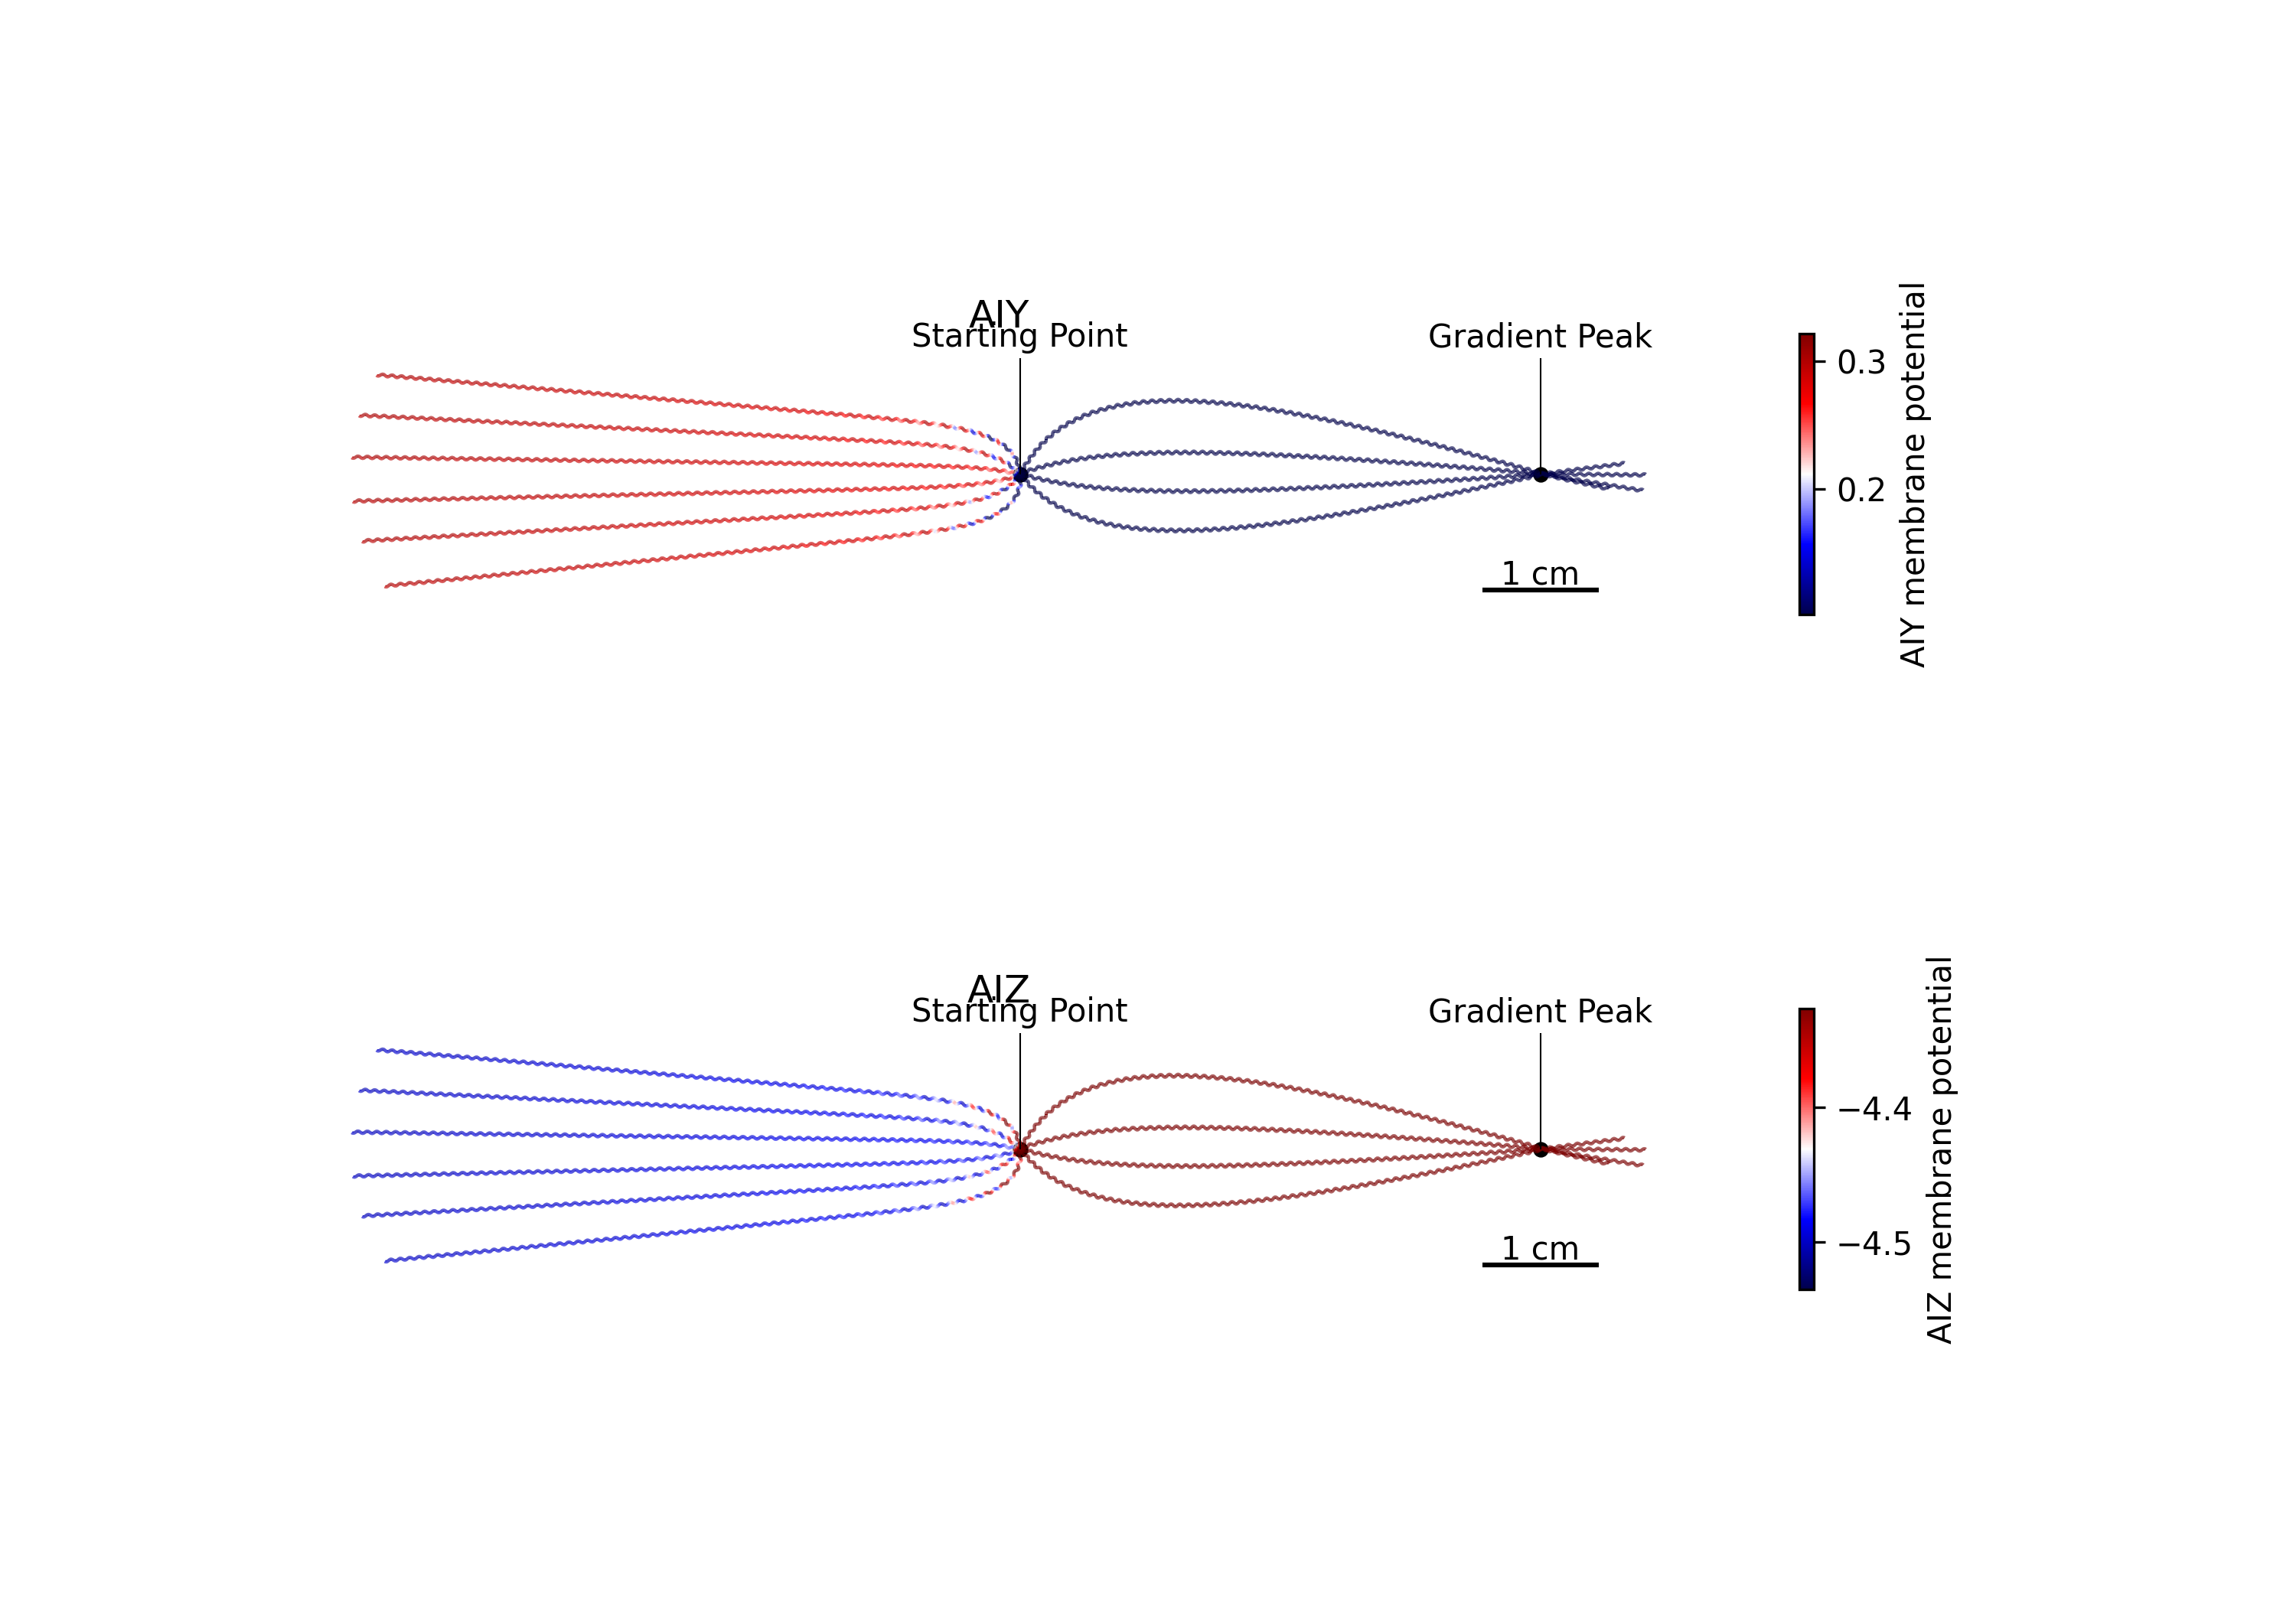 AIY
Starting Point
Gradient Peak
0.3
0.2
AIY membrane potential
1 cm
AIZ
Starting Point
Gradient Peak
−4.4
−4.5
AIZ membrane potential
1 cm